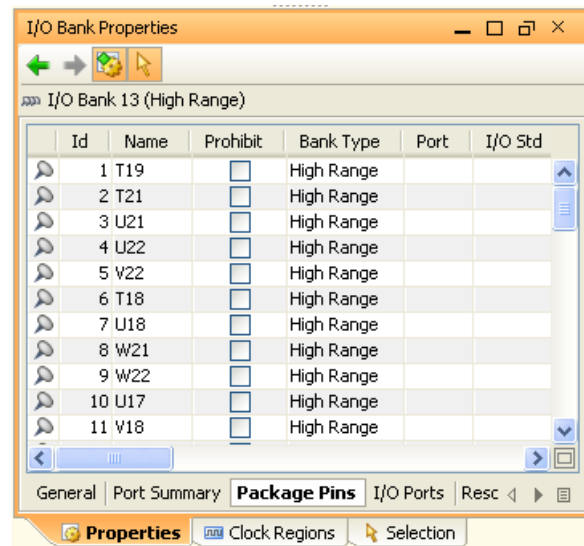 I/O Bank Properties
I/O Bank 13 (High Range)
Id Name Prohibit Bank Type Port I/O Std
1 T19 High Range
2 T21 High Range
3 U21 High Range
4 U22 High Range
5 V22 High Range
6 T18 High Range
7 U18 High Range
8 W21 High Range
9 W22 High Range
10 U17 High Range
11 V18 High Range
General Port Summary Package Pins I/O Ports Resc
Properties Clock Regions Selection